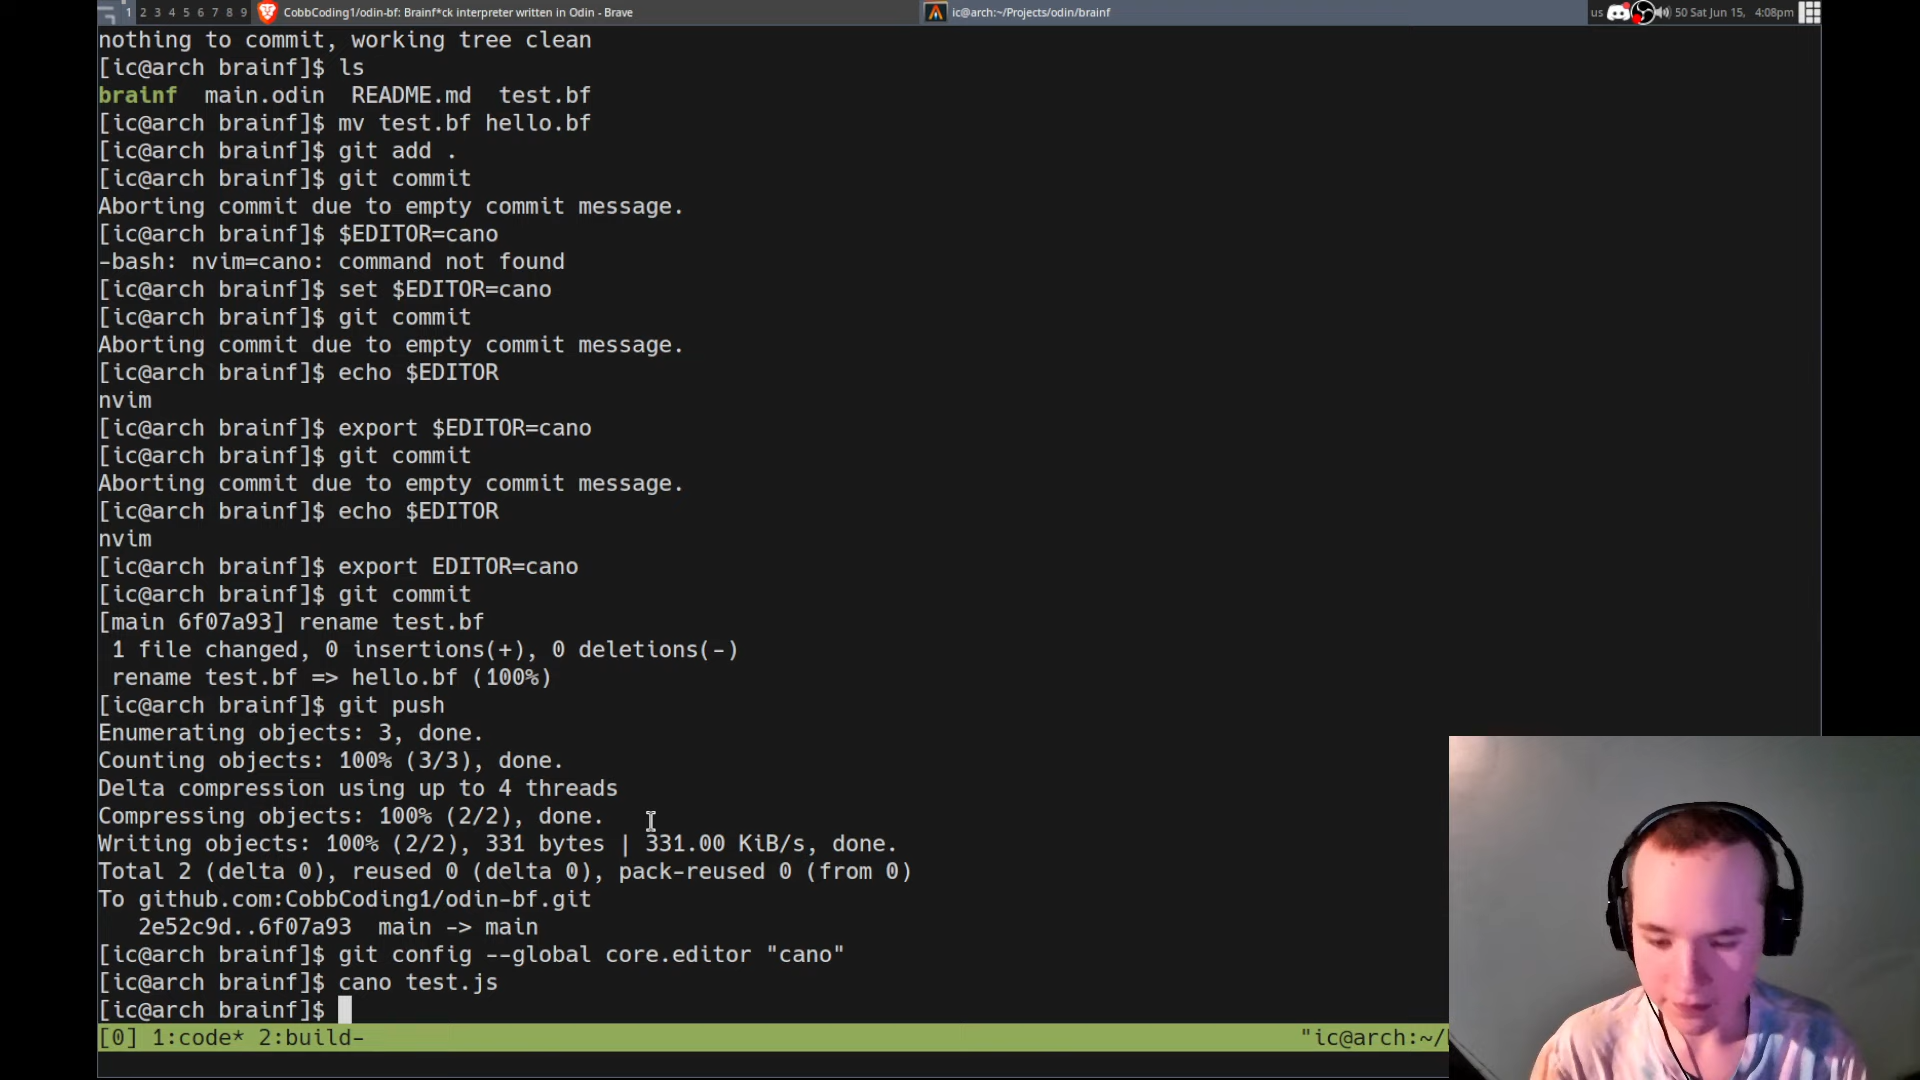 1 2 3 4 5 6 7 8 9 CobbCoding1/odin-bf: Brainf*ck interpreter written in Odin - Brave ic@arch:~/Projects/odin/brainf us 50 Sat Jun 15, 4:08pm
nothing to commit, working tree clean
[ic@arch brainf]$ ls
brainf  main.odin  README.md  test.bf
[ic@arch brainf]$ mv test.bf hello.bf
[ic@arch brainf]$ git add .
[ic@arch brainf]$ git commit
Aborting commit due to empty commit message.
[ic@arch brainf]$ $EDITOR=cano
-bash: nvim=cano: command not found
[ic@arch brainf]$ set $EDITOR=cano
[ic@arch brainf]$ git commit
Aborting commit due to empty commit message.
[ic@arch brainf]$ echo $EDITOR
nvim
[ic@arch brainf]$ export $EDITOR=cano
[ic@arch brainf]$ git commit
Aborting commit due to empty commit message.
[ic@arch brainf]$ echo $EDITOR
nvim
[ic@arch brainf]$ export EDITOR=cano
[ic@arch brainf]$ git commit
[main 6f07a93] rename test.bf
 1 file changed, 0 insertions(+), 0 deletions(-)
 rename test.bf => hello.bf (100%)
[ic@arch brainf]$ git push
Enumerating objects: 3, done.
Counting objects: 100% (3/3), done.
Delta compression using up to 4 threads
Compressing objects: 100% (2/2), done.
Writing objects: 100% (2/2), 331 bytes | 331.00 KiB/s, done.
Total 2 (delta 0), reused 0 (delta 0), pack-reused 0 (from 0)
To github.com:CobbCoding1/odin-bf.git
   2e52c9d..6f07a93  main -> main
[ic@arch brainf]$ git config --global core.editor "cano"
[ic@arch brainf]$ cano test.js
[ic@arch brainf]$
[0] 1:code* 2:build- "ic@arch:~/